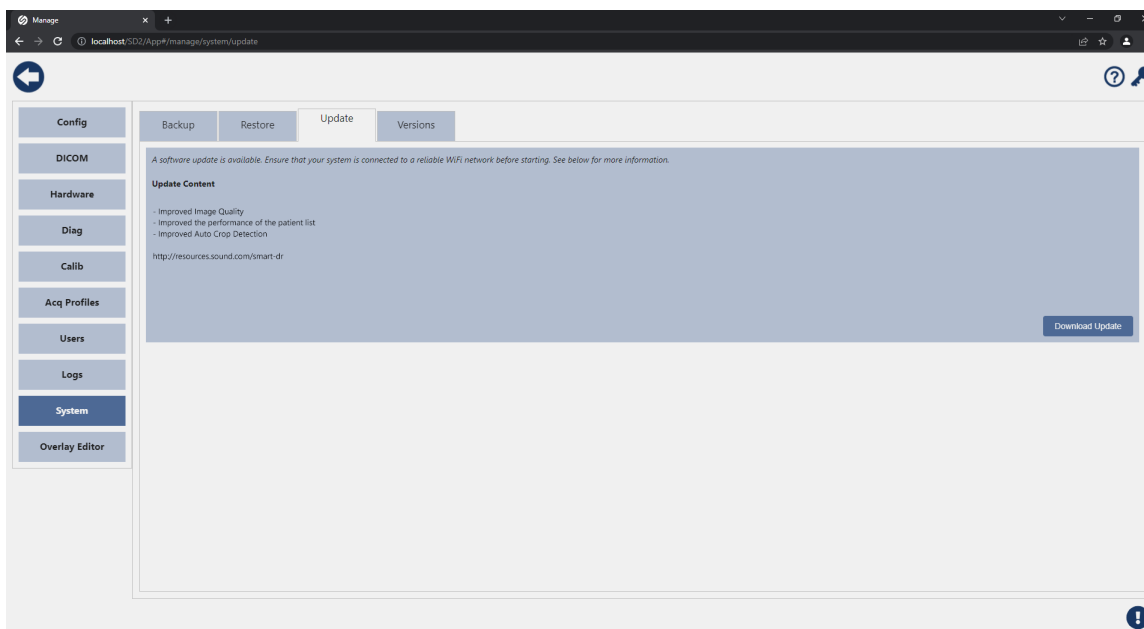 Manage
localhost/SD2/App#/manage/system/update
Config
DICOM
Hardware
Diag
Calib
Acq Profiles
Users
Logs
System
Overlay Editor
Backup
Restore
Update
Versions
A software update is available. Ensure that your system is connected to a reliable WiFi network before starting. See below for more information.
Update Content
- Improved Image Quality
- Improved the performance of the patient list
- Improved Auto Crop Detection
http://resources.sound.com/smart-dr
Download Update